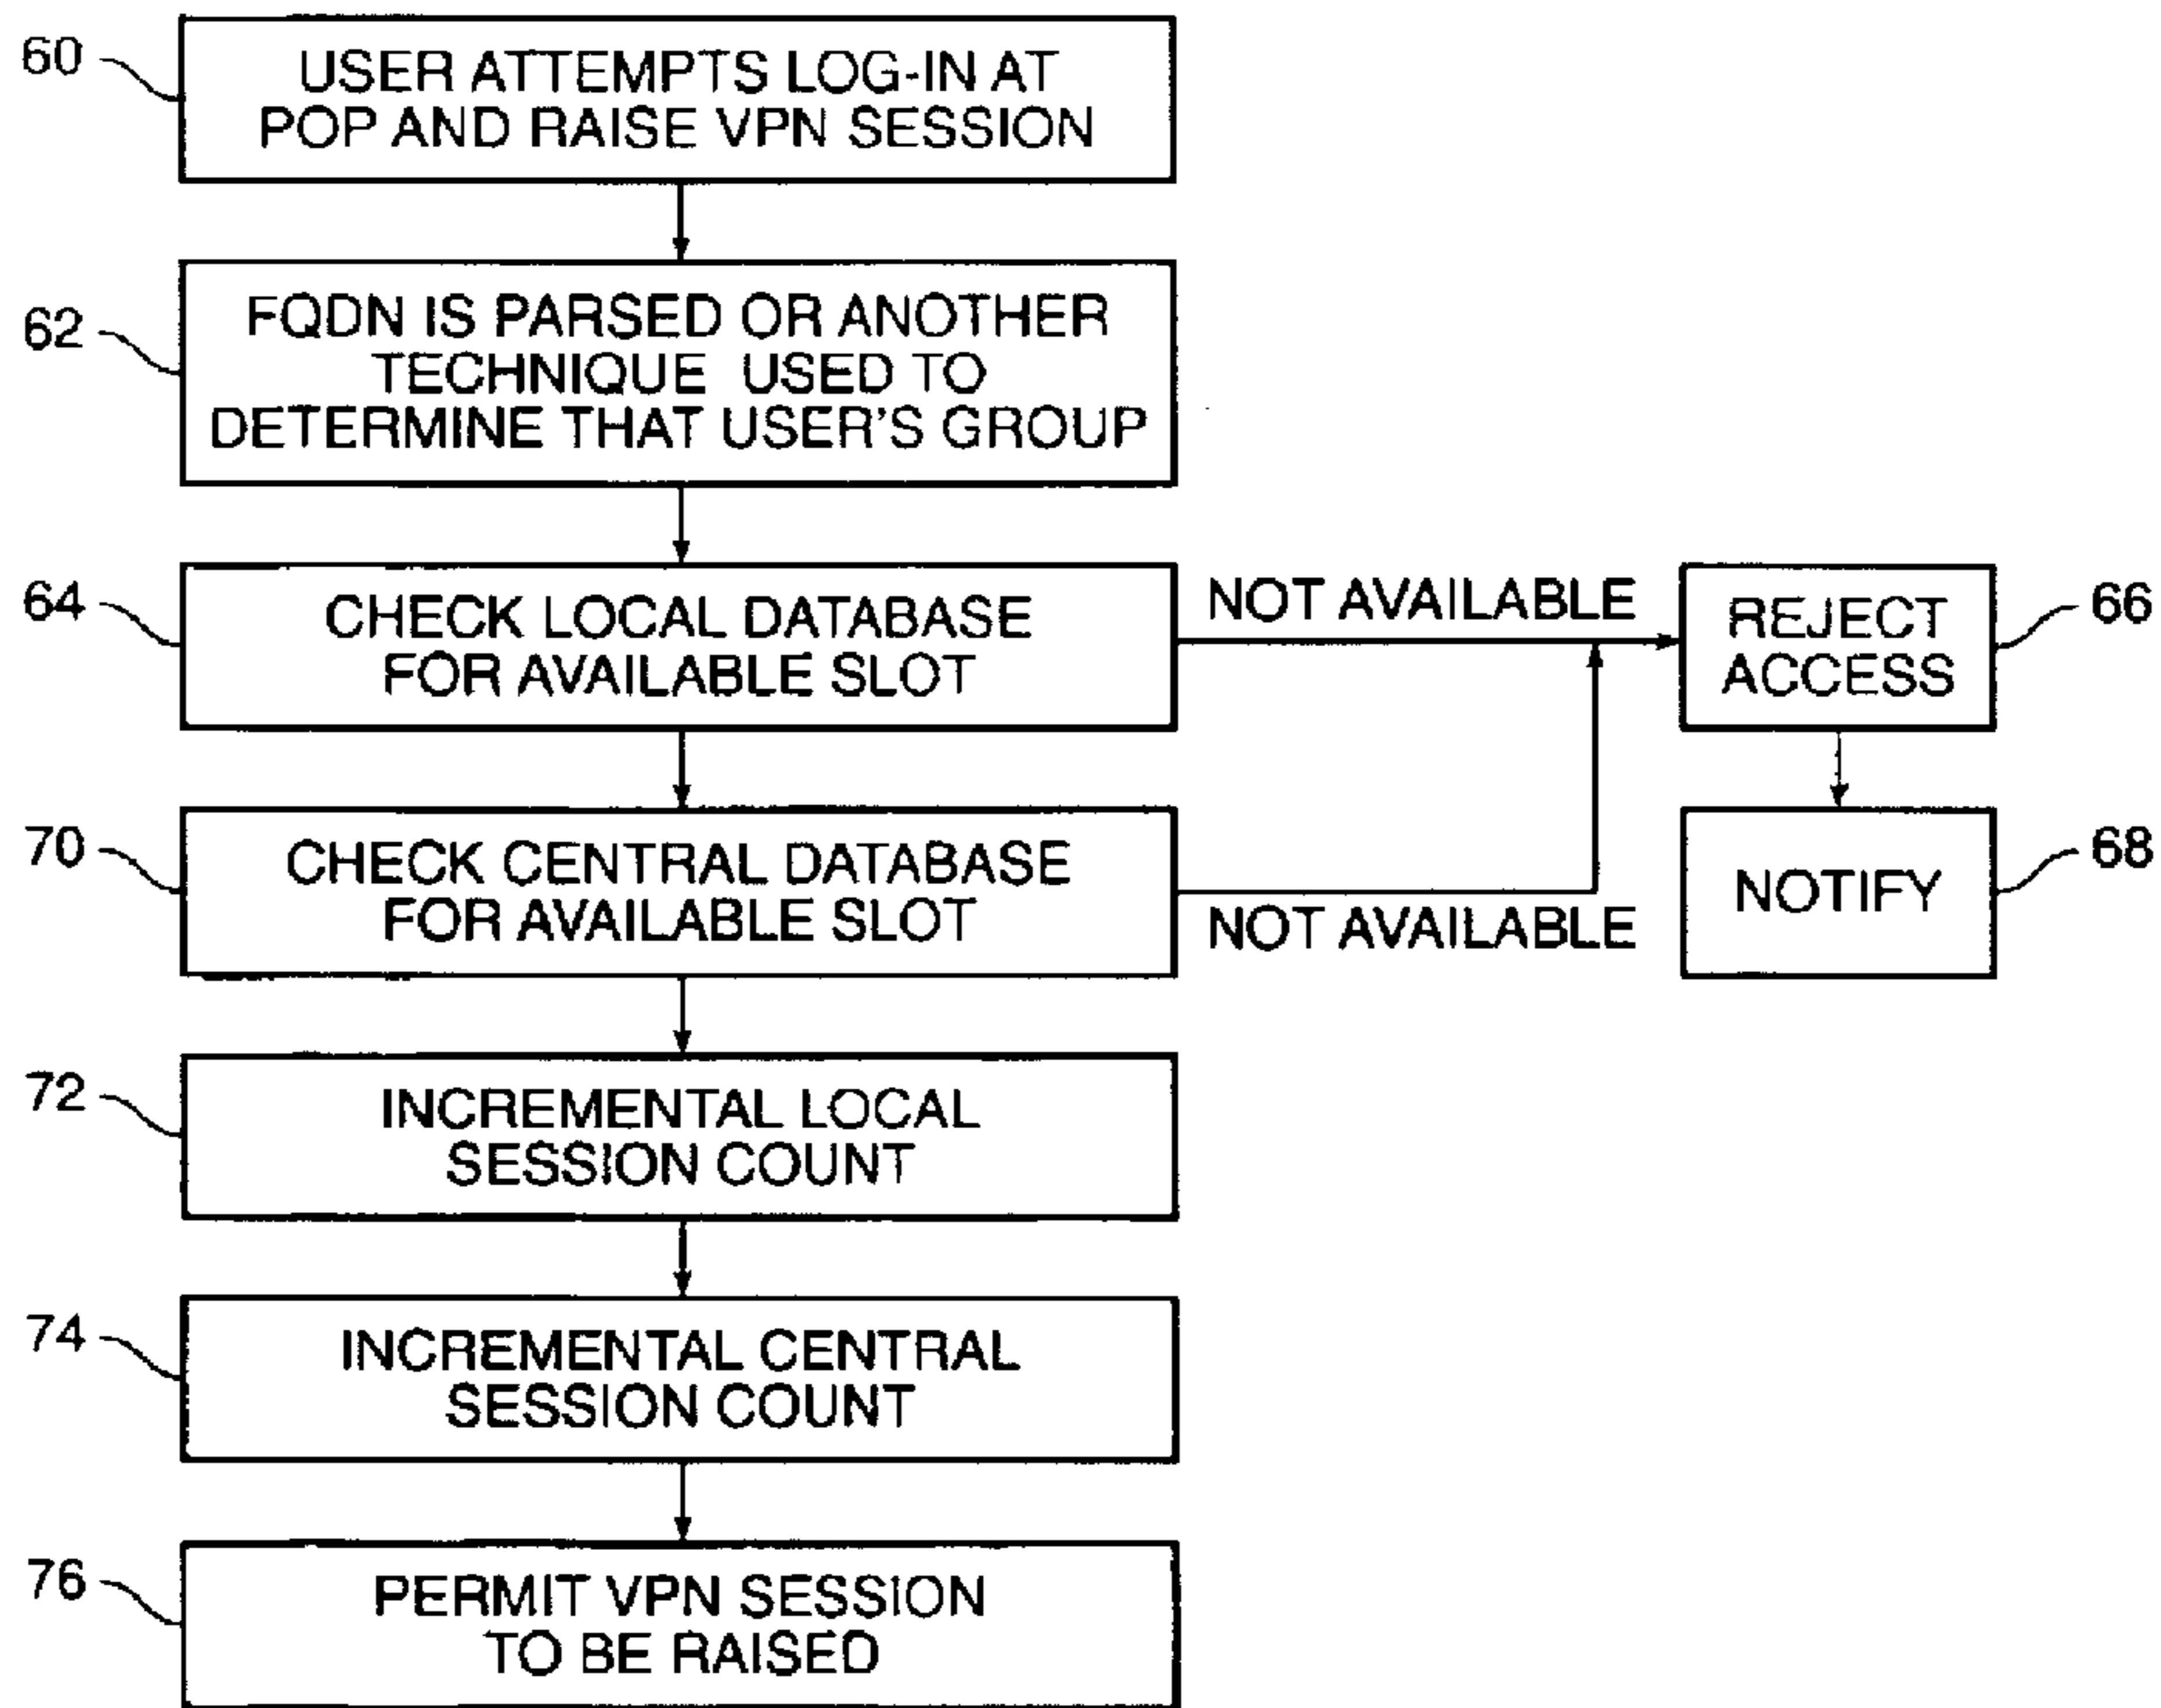 60
USER ATTEMPTS LOG-IN AT
POP AND RAISE VPN SESSION
62
FQDN IS PARSED OR ANOTHER
TECHNIQUE USED TO
DETERMINE THAT USER'S GROUP
64
CHECK LOCAL DATABASE
FOR AVAILABLE SLOT
NOT AVAILABLE
REJECT
ACCESS
66
70
CHECK CENTRAL DATABASE
FOR AVAILABLE SLOT
NOT AVAILABLE
NOTIFY
68
72
INCREMENTAL LOCAL
SESSION COUNT
74
INCREMENTAL CENTRAL
SESSION COUNT
76
PERMIT VPN SESSION
TO BE RAISED